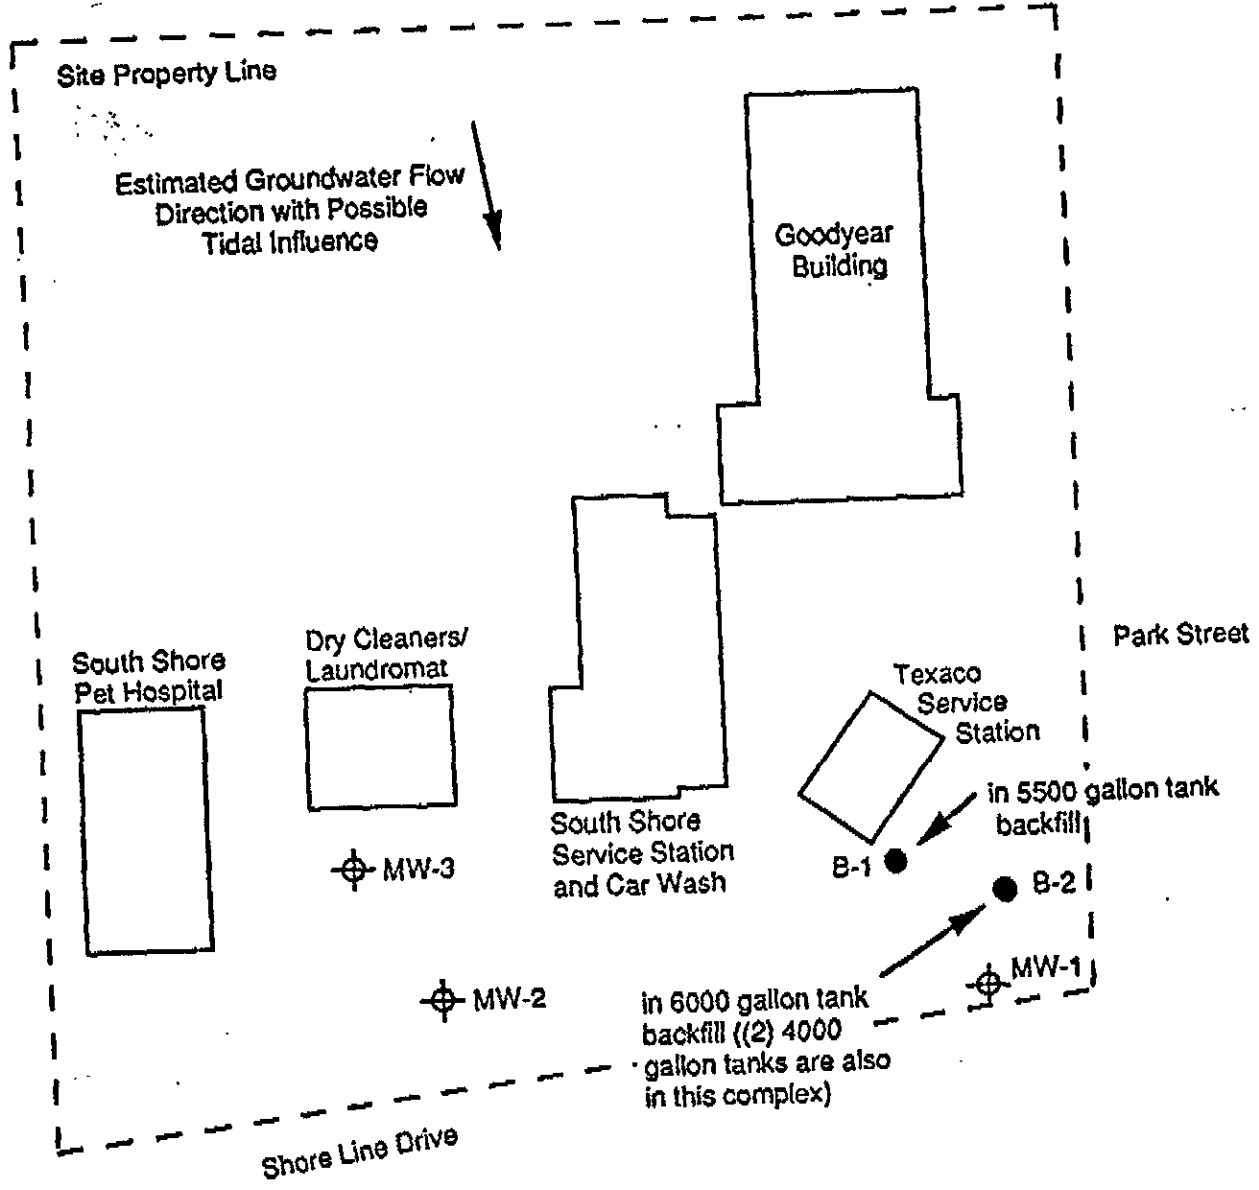 Site Property Line
Estimated Groundwater Flow
Direction with Possible
Tidal Influence
Goodyear
Building
Park Street
Dry Cleaners/
Laundromat
South Shore
Pet Hospital
Texaco
Service
Station
in 5500 gallon tank
backfill
South Shore
Service Station
and Car Wash
MW-3
B-1
B-2
MW-1
MW-2
in 6000 gallon tank
backfill ((2) 4000
gallon tanks are also
in this complex)
Shore Line Drive